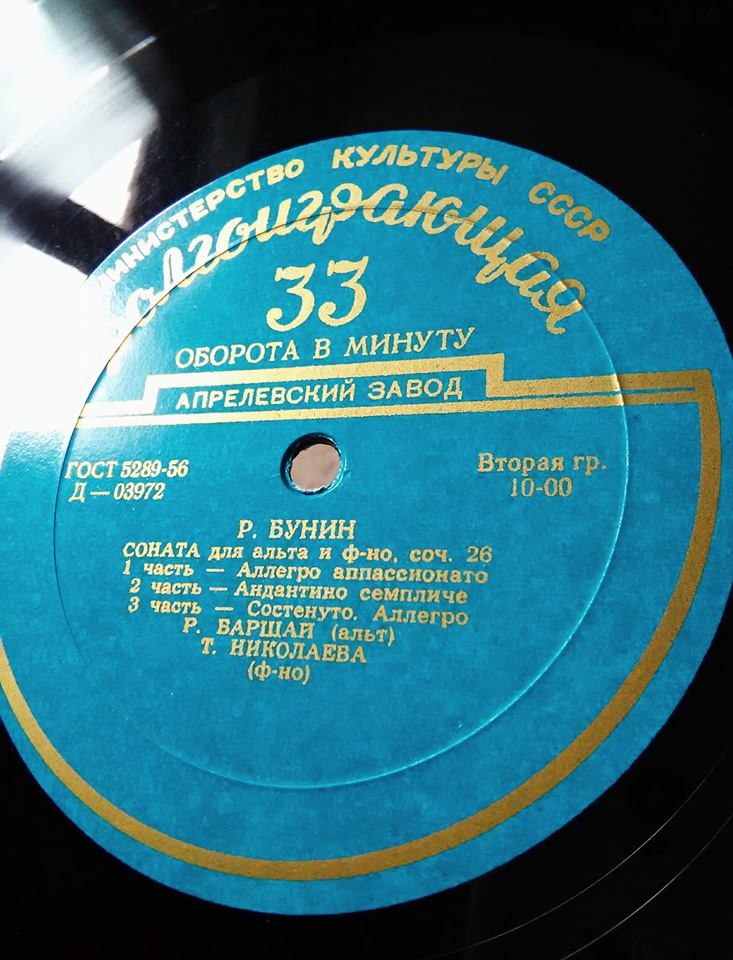 МИНИСТЕРСТВО КУЛЬТУРЫ СССР
Долгоиграющая
33
ОБОРОТА В МИНУТУ
АПРЕЛЕВСКИЙ ЗАВОД
ГОСТ 5289-56
Д — 03972
Вторая гр.
10-00
Р. БУНИН
СОНАТА для альта и ф-но, соч. 26
1 часть — Аллегро аппассионато
2 часть — Андантино семпличе
3 часть — Состенуто. Аллегро
Р. БАРШАЙ (альт)
Т. НИКОЛАЕВА
(ф-но)